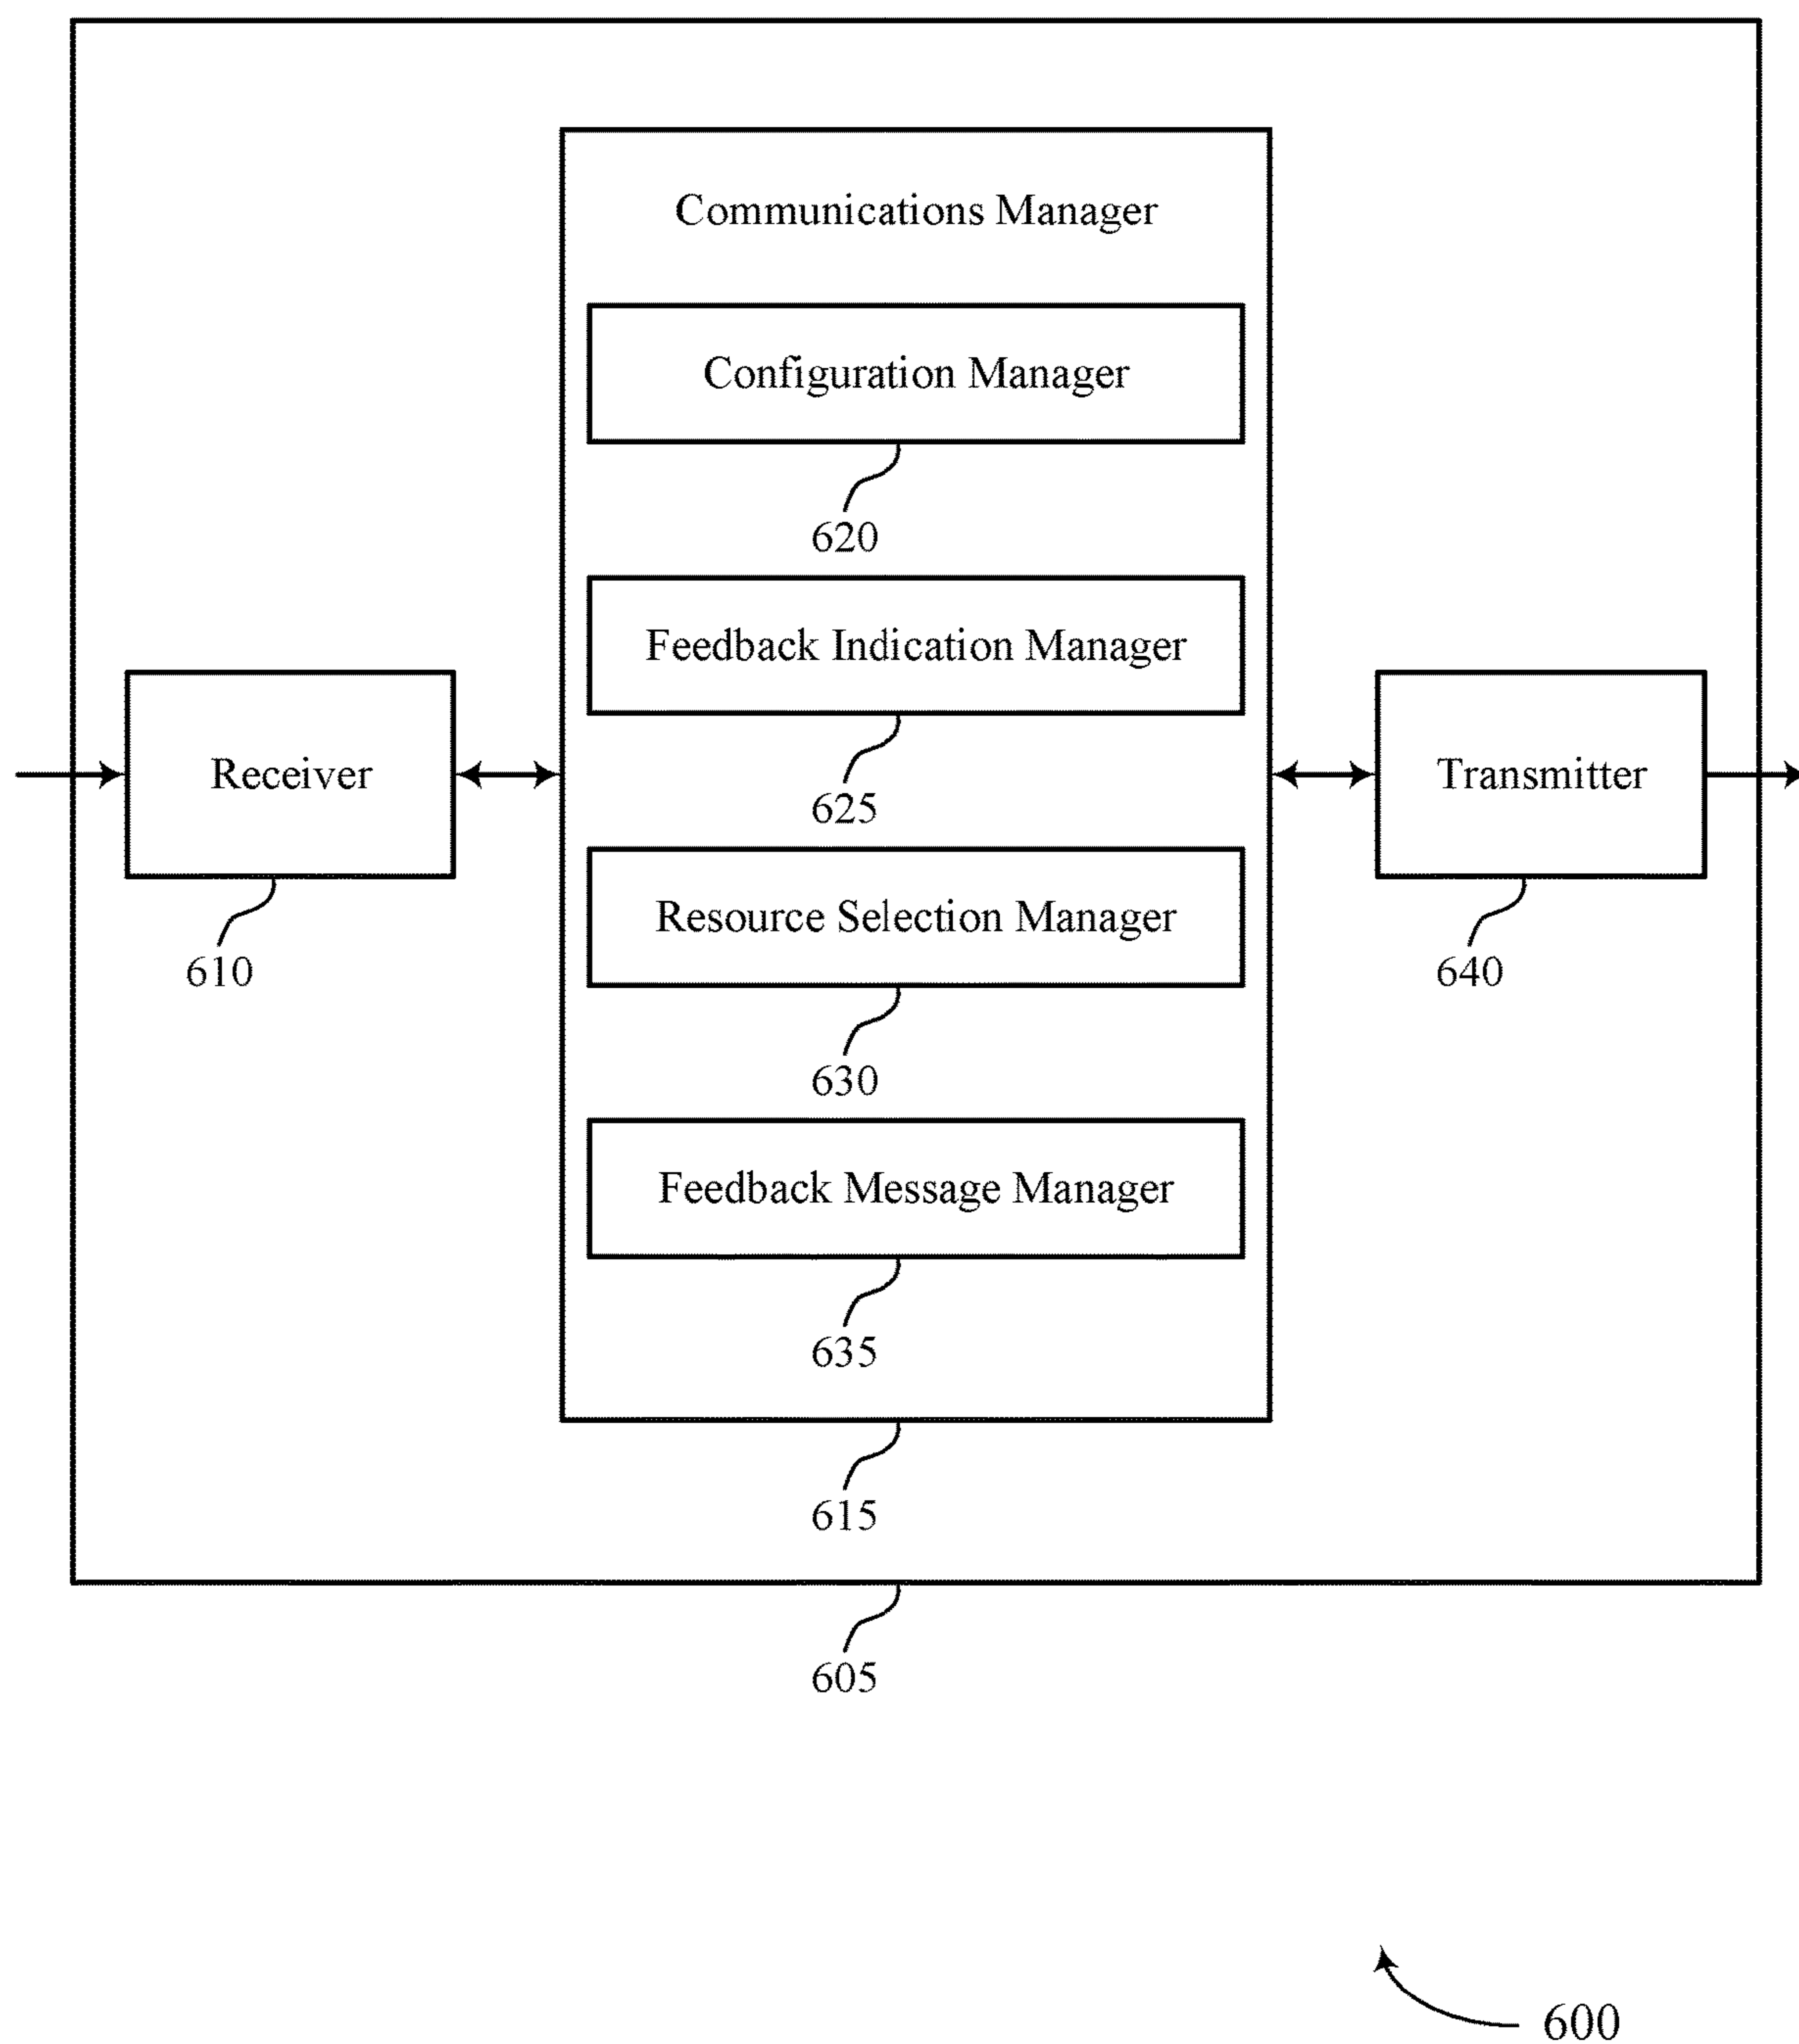 Communications Manager
Configuration Manager
620
Feedback Indication Manager
625
Receiver
610
Transmitter
640
Resource Selection Manager
630
Feedback Message Manager
635
615
605
600